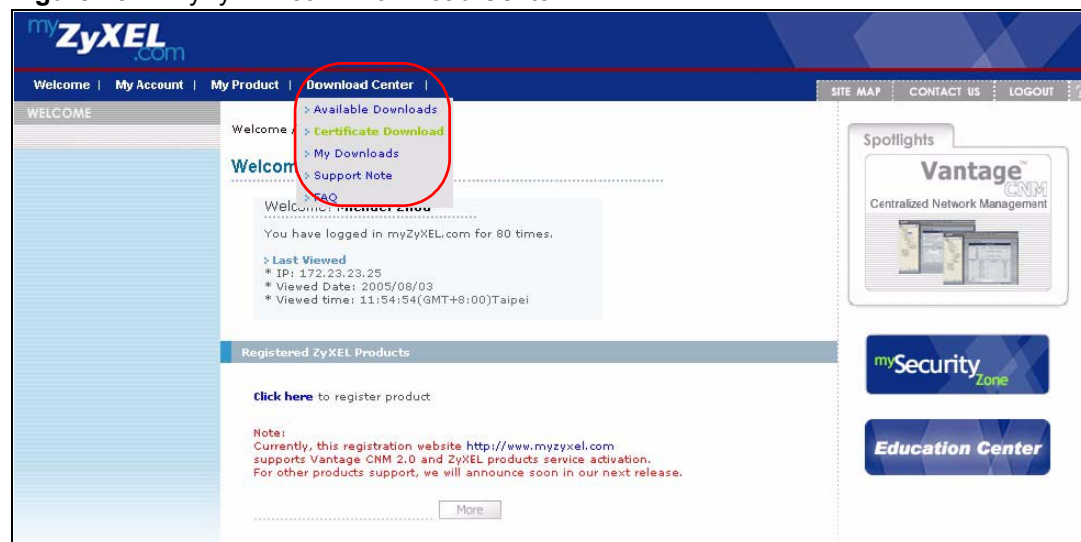 my ZyXEL .com
Welcome | My Account | My Product | Download Center |
SITE MAP CONTACT US LOGOUT ?
WELCOME
> Available Downloads
Welcome / > Certificate Download
> My Downloads
Welcom
> Support Note
> FAQ
You have logged in myZyXEL.com for 80 times.
> Last Viewed
* IP: 172.23.23.25
* Viewed Date: 2005/08/03
* Viewed time: 11:54:54(GMT+8:00)Taipei
Registered ZyXEL Products
Click here to register product
Note:
Currently, this registration website http://www.myzyxel.com
supports Vantage CNM 2.0 and ZyXEL products service activation.
For other products support, we will announce soon in our next release.
More
Spotlights
Vantage™
CNM
Centralized Network Management
mySecurity Zone
Education Center